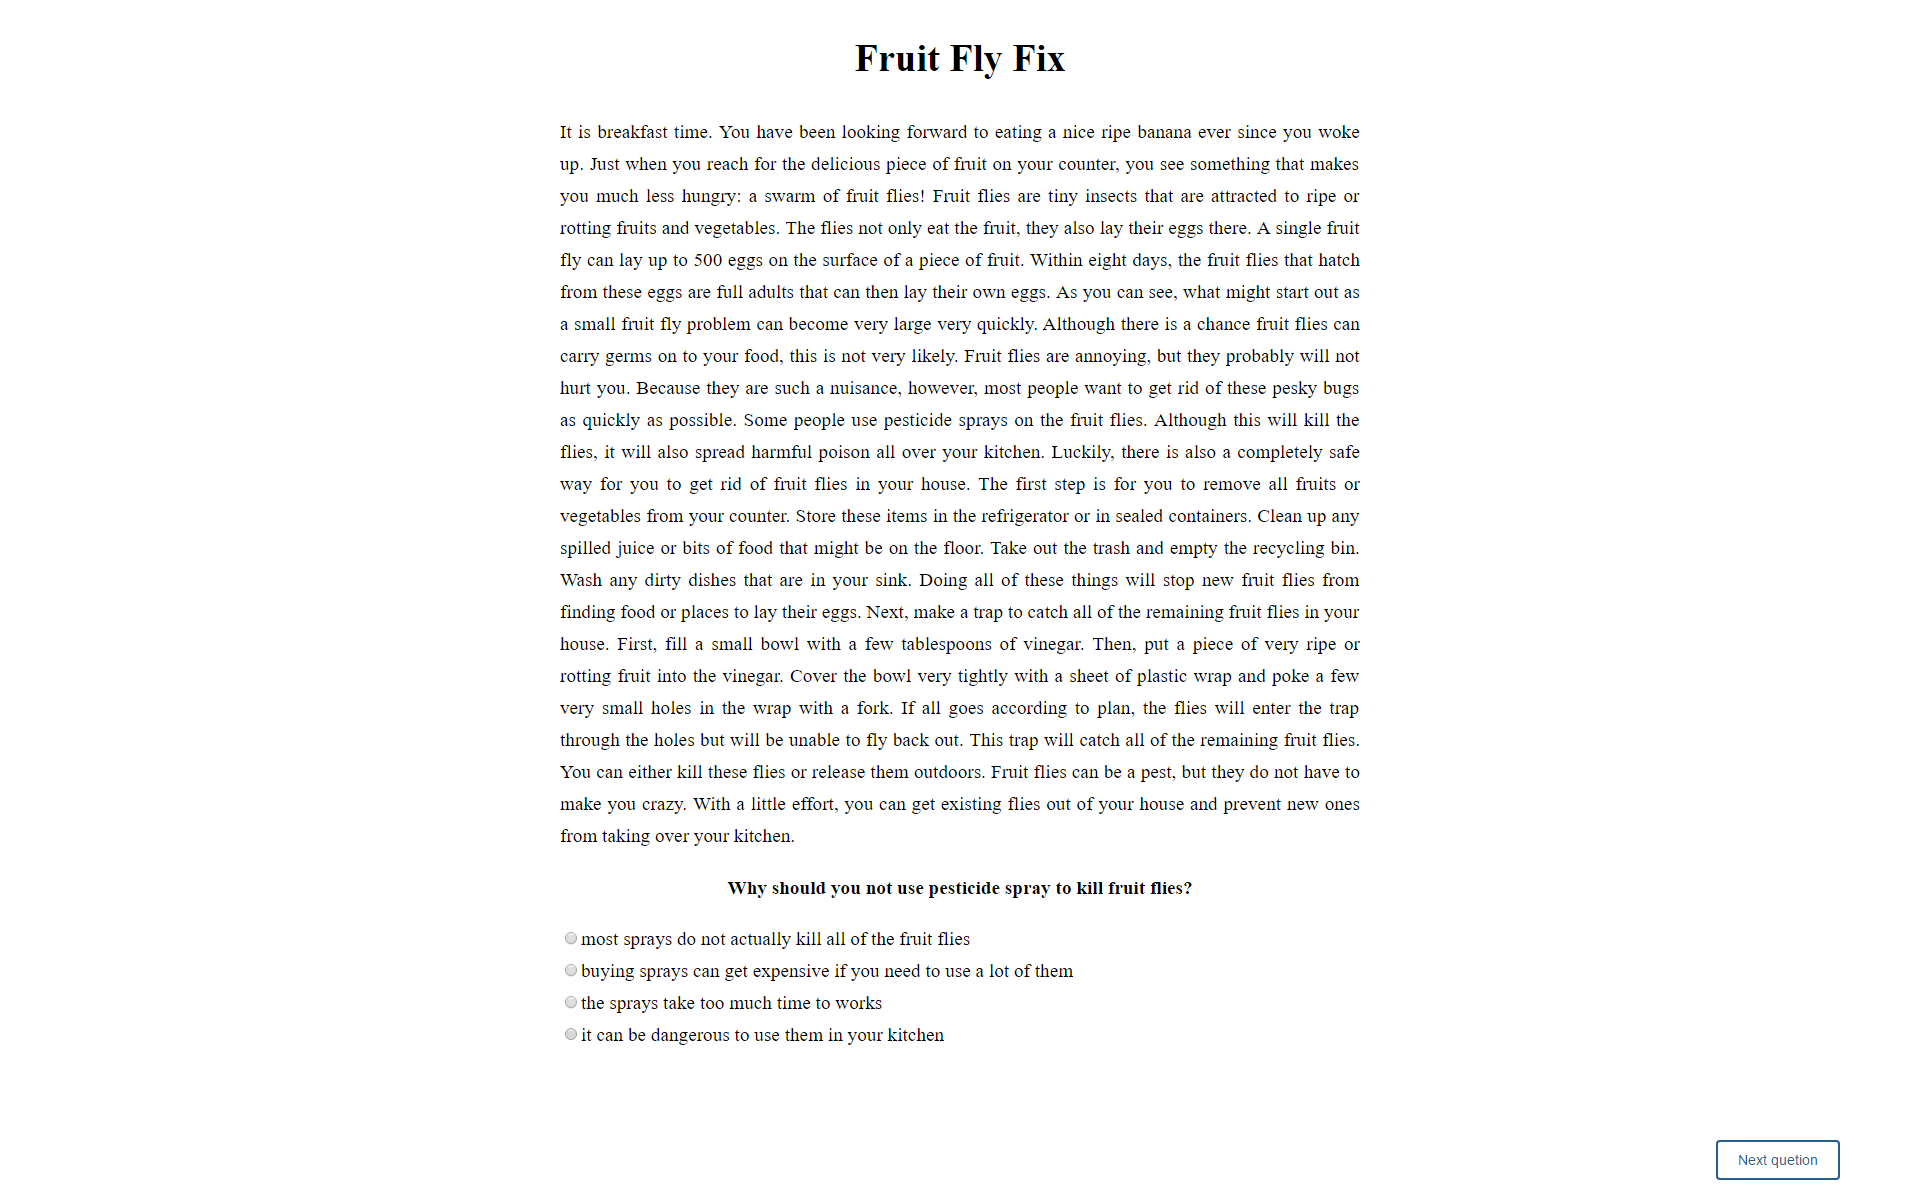 Fruit Fly Fix
It is breakfast time. You have been looking forward to eating a nice ripe banana ever since you woke
up. Just when you reach for the delicious piece of fruit on your counter, you see something that makes
you much less hungry: a swarm of fruit flies! Fruit flies are tiny insects that are attracted to ripe or
rotting fruits and vegetables. The flies not only eat the fruit, they also lay their eggs there. A single fruit
fly can lay up to 500 eggs on the surface of a piece of fruit. Within eight days, the fruit flies that hatch
from these eggs are full adults that can then lay their own eggs. As you can see, what might start out as
a small fruit fly problem can become very large very quickly. Although there is a chance fruit flies can
carry germs on to your food, this is not very likely. Fruit flies are annoying, but they probably will not
hurt you. Because they are such a nuisance, however, most people want to get rid of these pesky bugs
as quickly as possible. Some people use pesticide sprays on the fruit flies. Although this will kill the
flies, it will also spread harmful poison all over your kitchen. Luckily, there is also a completely safe
way for you to get rid of fruit flies in your house. The first step is for you to remove all fruits or
vegetables from your counter. Store these items in the refrigerator or in sealed containers. Clean up any
spilled juice or bits of food that might be on the floor. Take out the trash and empty the recycling bin.
Wash any dirty dishes that are in your sink. Doing all of these things will stop new fruit flies from
finding food or places to lay their eggs. Next, make a trap to catch all of the remaining fruit flies in your
house. First, fill a small bowl with a few tablespoons of vinegar. Then, put a piece of very ripe or
rotting fruit into the vinegar. Cover the bowl very tightly with a sheet of plastic wrap and poke a few
very small holes in the wrap with a fork. If all goes according to plan, the flies will enter the trap
through the holes but will be unable to fly back out. This trap will catch all of the remaining fruit flies.
You can either kill these flies or release them outdoors. Fruit flies can be a pest, but they do not have to
make you crazy. With a little effort, you can get existing flies out of your house and prevent new ones
from taking over your kitchen.
Why should you not use pesticide spray to kill fruit flies?
most sprays do not actually kill all of the fruit flies
buying sprays can get expensive if you need to use a lot of them
the sprays take too much time to works
it can be dangerous to use them in your kitchen
Next quetion